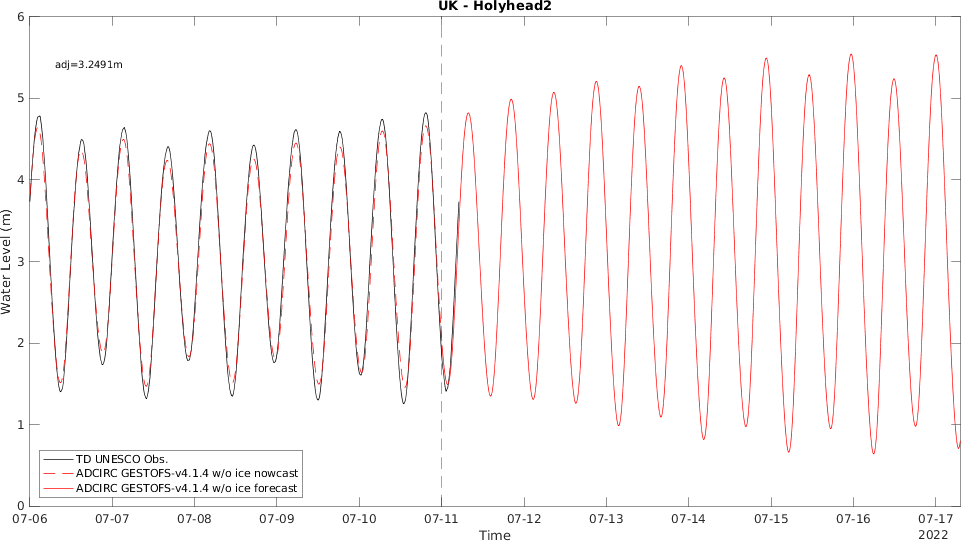 UK - Holyhead2
adj=3.2491m
6
5
4
3
2
1
0
Water Level (m)
TD UNESCO Obs.
ADCIRC GESTOFS-v4.1.4 w/o ice nowcast
ADCIRC GESTOFS-v4.1.4 w/o ice forecast
07-06 07-07 07-08 07-09 07-10 07-11 07-12 07-13 07-14 07-15 07-16 07-17
Time
2022